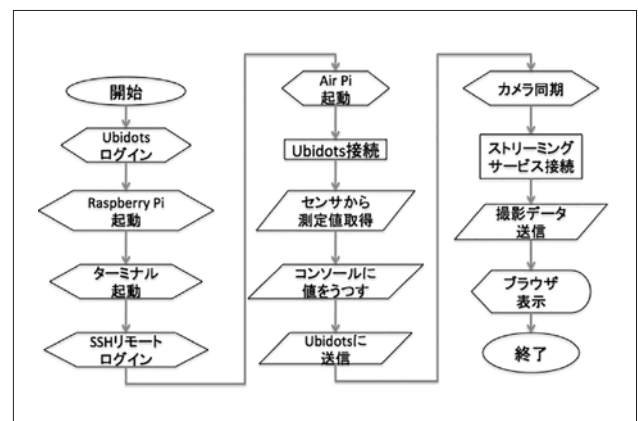 開始
Ubidots
ログイン
Raspberry Pi
起動
ターミナル
起動
SSHリモート
ログイン
Air Pi
起動
Ubidots接続
センサから
測定値取得
コンソールに
値をうつす
Ubidotsに
送信
カメラ同期
ストリーミング
サービス接続
撮影データ
送信
ブラウザ
表示
終了